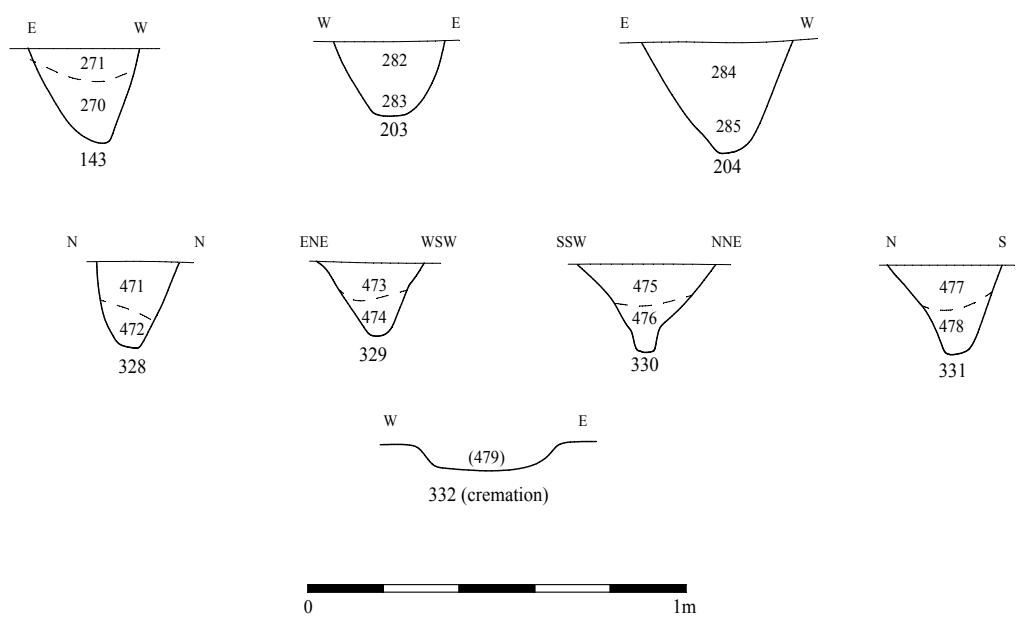 E W
271
270
143
W E
282
283
203
E W
284
285
204
N N
471
472
328
ENE WSW
473
474
329
SSW NNE
475
476
330
N S
477
478
331
W E
(479)
332 (cremation)
0 1m